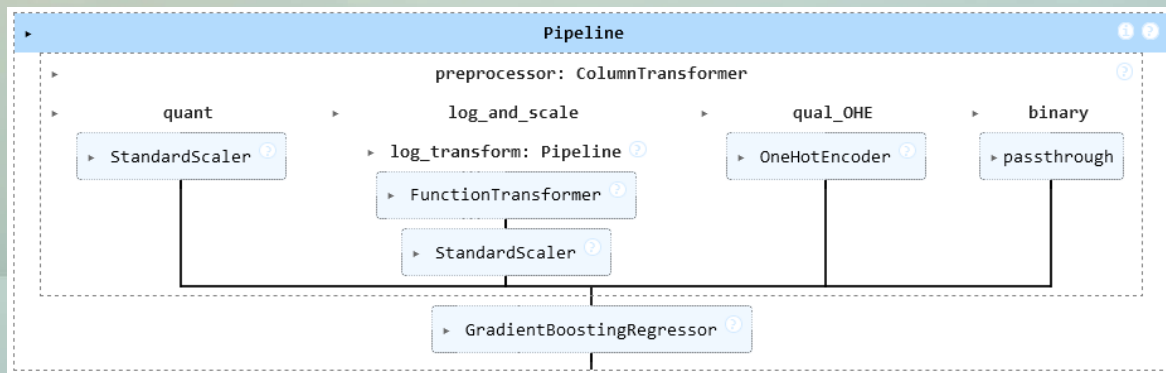 Pipeline
preprocessor: ColumnTransformer
quant log_and_scale qual_OHE binary
log_transform: Pipeline
StandardScaler OneHotEncoder passthrough
FunctionTransformer
StandardScaler
GradientBoostingRegressor